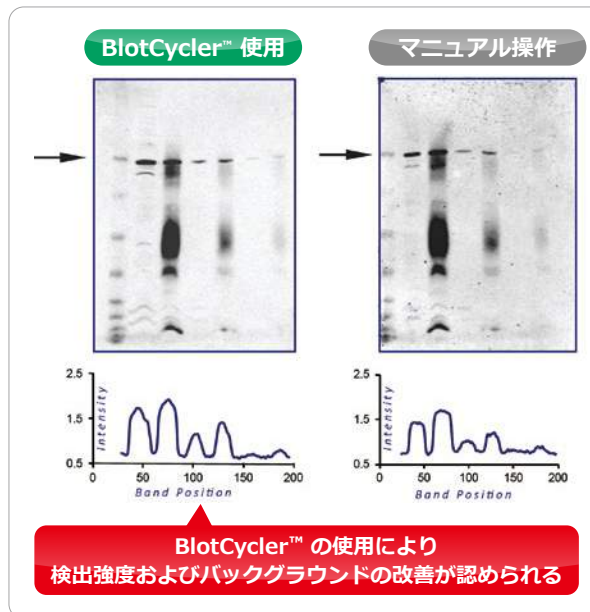 BlotCycler™ 使用
マニュアル操作
2.5
1.5
0.5
Intensity
0
50
100
150
200
Band Position
2.5
1.5
0.5
Intensity
0
50
100
150
200
Band Position
BlotCycler™ の使用により
検出強度およびバックグラウンドの改善が認められる